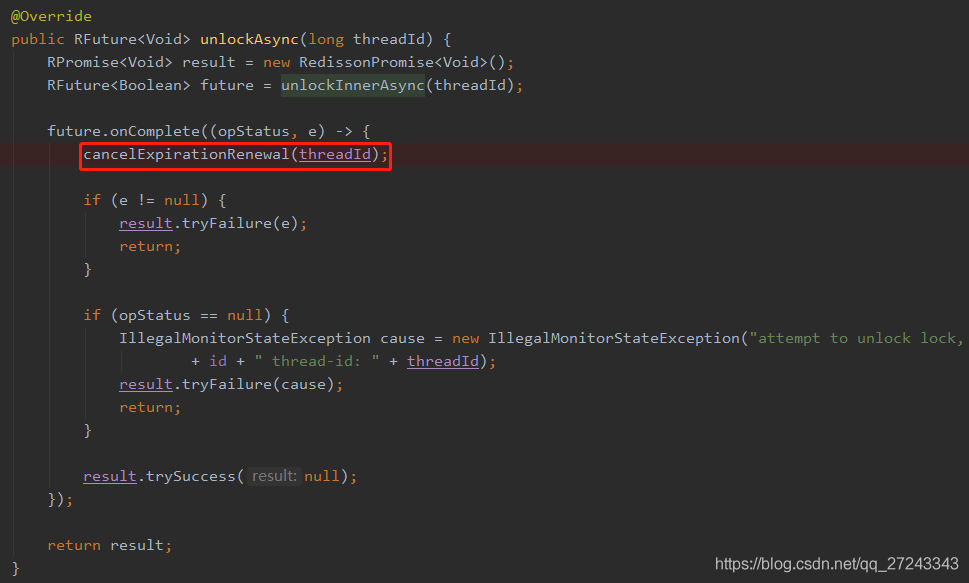 @Override
public RFuture<Void> unlockAsync(long threadId) {
RPromise<Void> result = new RedissonPromise<Void>();
RFuture<Boolean> future = unlockInnerAsync(threadId);
future.onComplete((opStatus, e) -> {
cancelExpirationRenewal(threadId);
if (e != null) {
result.tryFailure(e);
return;
}
if (opStatus == null) {
IllegalMonitorStateException cause = new IllegalMonitorStateException("attempt to unlock lock,
+ id + " thread-id: " + threadId);
result.tryFailure(cause);
return;
}
result.trySuccess( result: null);
});
return result;
}
https://blog.csdn.net/qq_27243343